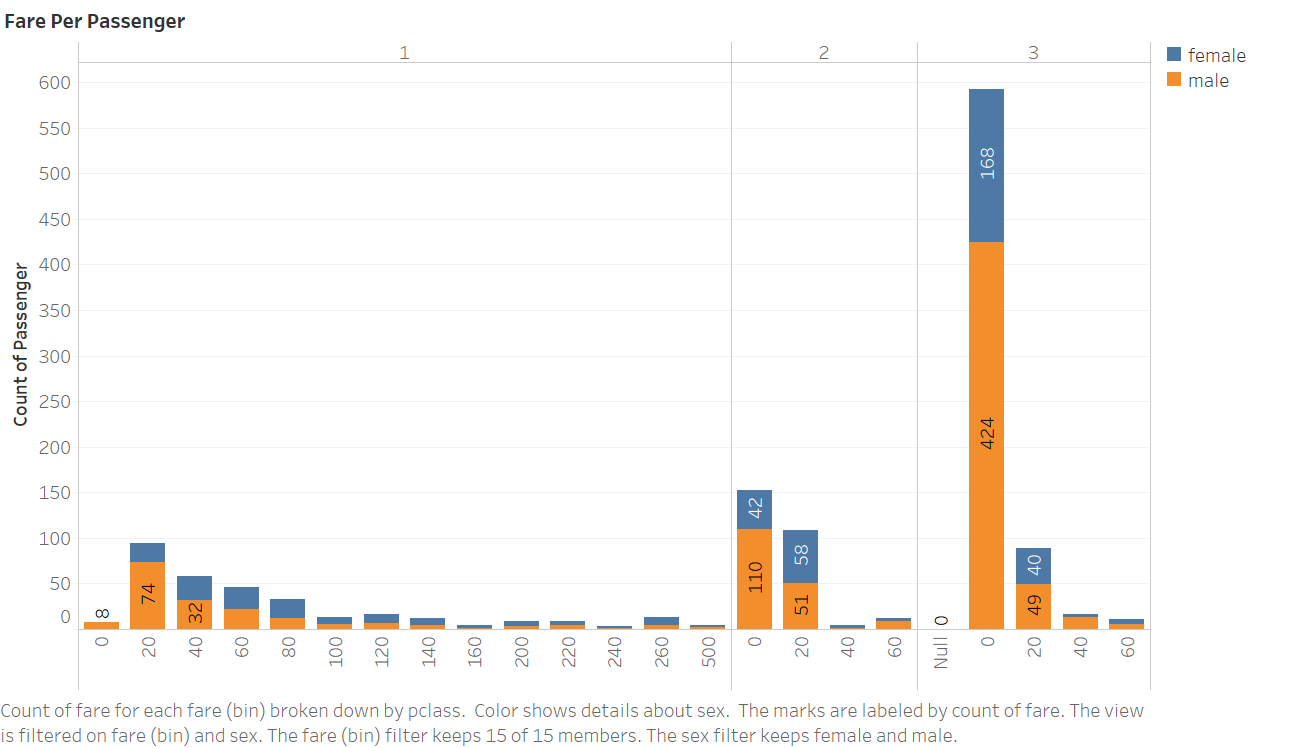 Fare Per Passenger
1 2 3
female
male
600
550
500
450
400
350
300
250
200
150
100
50
0
Count of Passenger
8 74 32 110 42 51 58 0 424 168 49 40
0 20 40 60 80 100 120 140 160 200 220 240 260 500 0 20 40 60 Null 0 20 40 60
Count of fare for each fare (bin) broken down by pclass. Color shows details about sex. The marks are labeled by count of fare. The view
is filtered on fare (bin) and sex. The fare (bin) filter keeps 15 of 15 members. The sex filter keeps female and male.